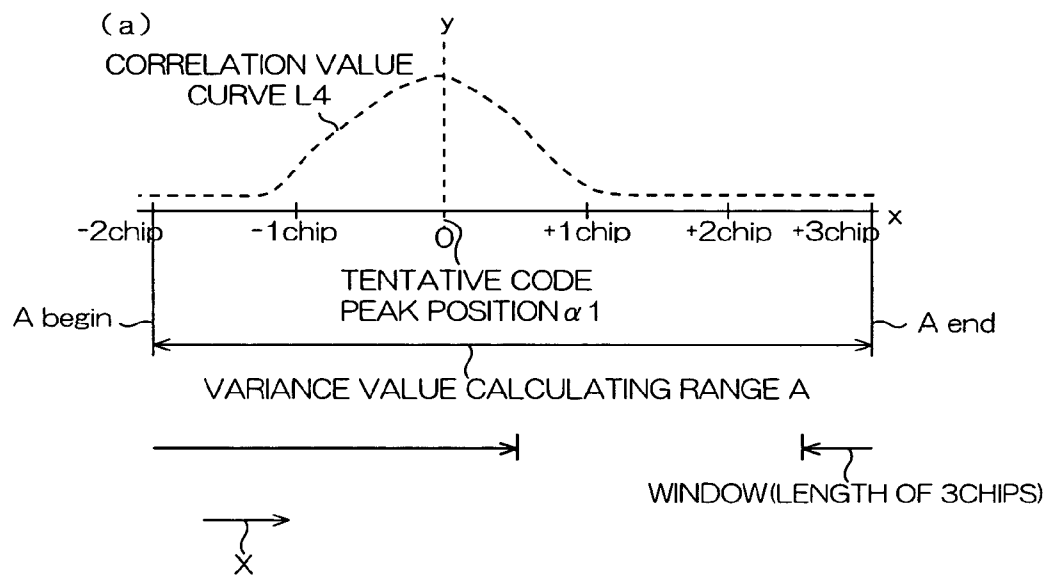 (a)
y
CORRELATION VALUE
CURVE L4
x
-2chip -1chip 0 +1chip +2chip +3chip
TENTATIVE CODE
PEAK POSITION α1
A begin
A end
VARIANCE VALUE CALCULATING RANGE A
WINDOW(LENGTH OF 3CHIPS)
X